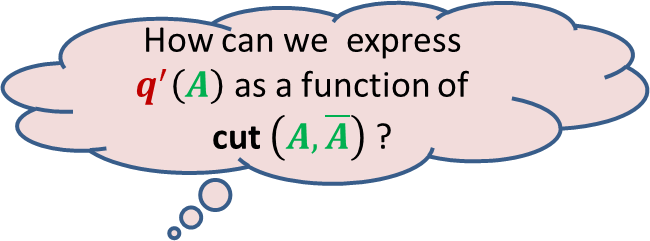 How can we express
q′(A) as a function of
cut (A, A̅) ?